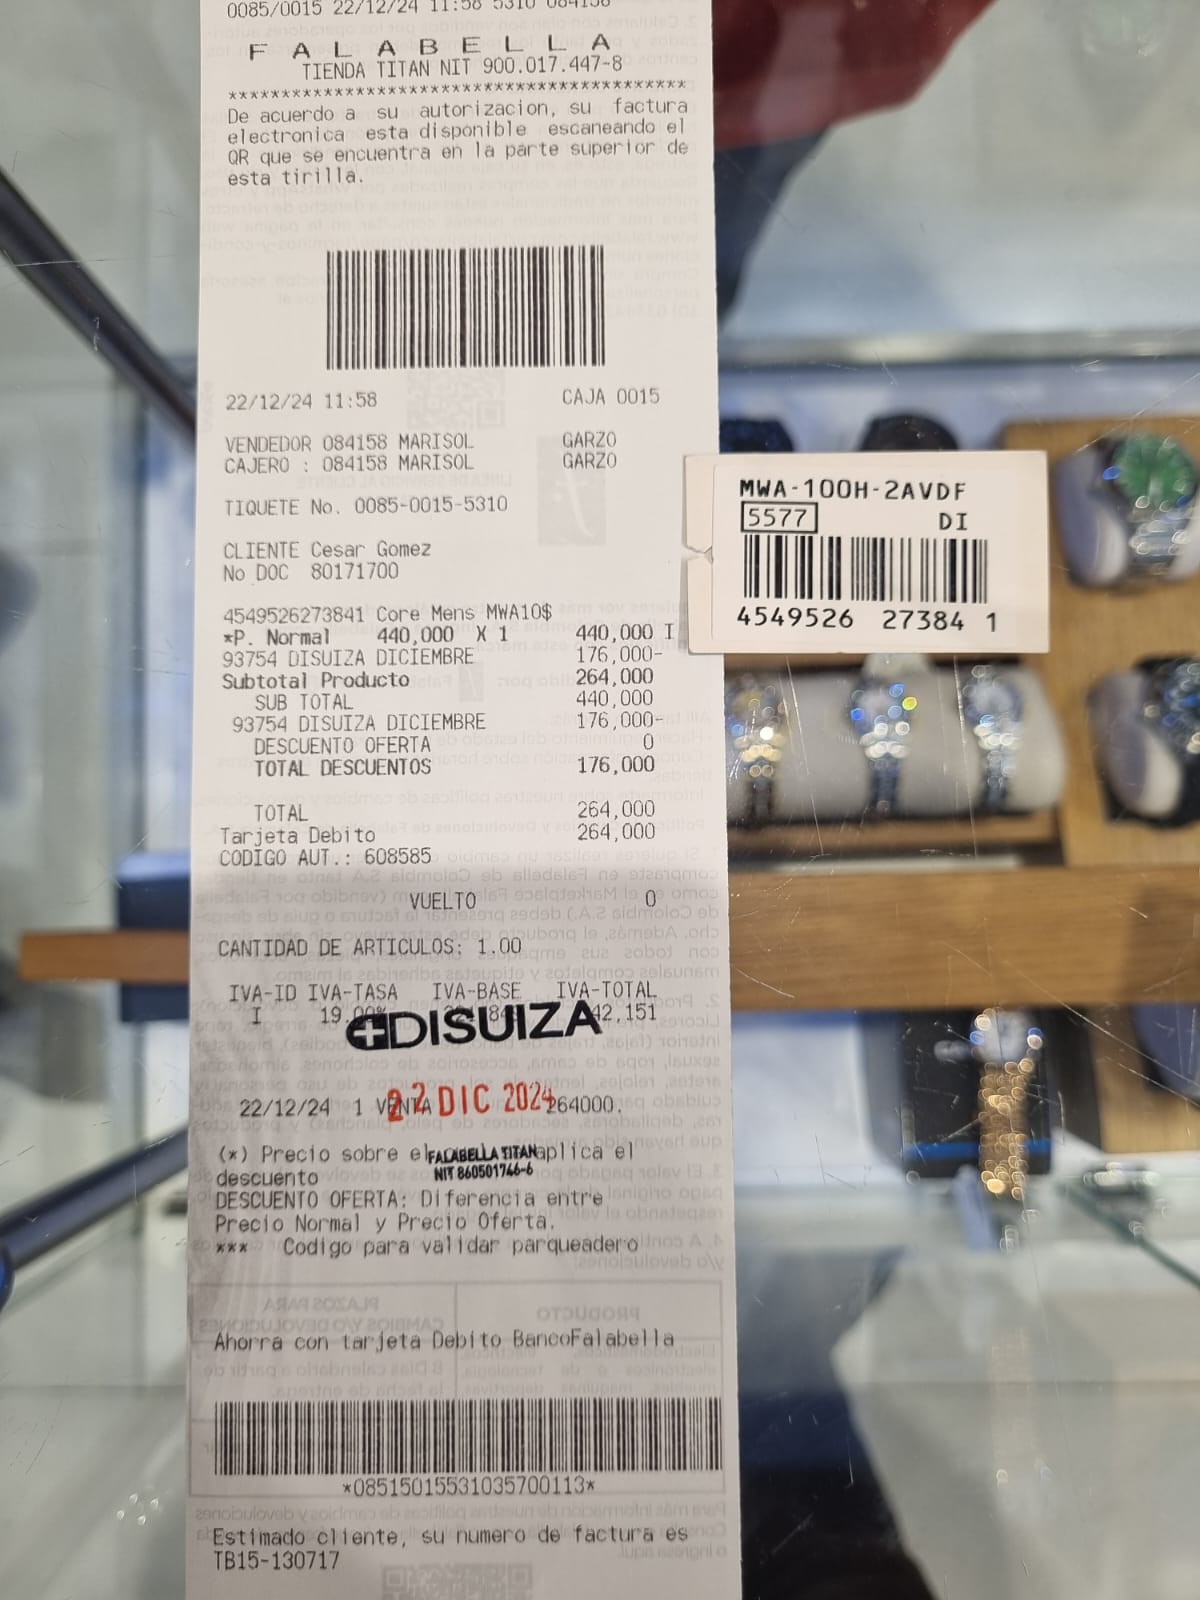 0085/0015 22/12/24 11:58 5310 084158
F A L A B E L L A
TIENDA TITAN NIT 900.017.447-8
******************************************
De acuerdo a su autorizacion, su factura
electronica esta disponible escaneando el
QR que se encuentra en la parte superior de
esta tirilla.
22/12/24 11:58 CAJA 0015
VENDEDOR 084158 MARISOL GARZO
CAJERO : 084158 MARISOL GARZO
TIQUETE No. 0085-0015-5310
CLIENTE Cesar Gomez
No DOC 80171700
4549526273841 Core Mens MWA10$
*P. Normal 440,000 X 1 440,000 I
93754 DISUIZA DICIEMBRE 176,000-
Subtotal Producto 264,000
SUB TOTAL 440,000
93754 DISUIZA DICIEMBRE 176,000-
DESCUENTO OFERTA 0
TOTAL DESCUENTOS 176,000
TOTAL 264,000
Tarjeta Debito 264,000
CODIGO AUT.: 608585
VUELTO 0
CANTIDAD DE ARTICULOS: 1.00
IVA-ID IVA-TASA IVA-BASE IVA-TOTAL
I 42,151
DISUIZA
22/12/24 1 VENTA 264000.
22 DIC 2024
(*) Precio sobre el aplica el
FALABELLA TITAN
NIT 860501746-6
descuento
DESCUENTO OFERTA: Diferencia entre
Precio Normal y Precio Oferta.
*** Codigo para validar parqueadero
Ahorra con tarjeta Debito BancoFalabella
*08515015531035700113*
Estimado cliente, su numero de factura es
TB15-130717
MWA-100H-2AVDF
5577 DI
4549526 27384 1